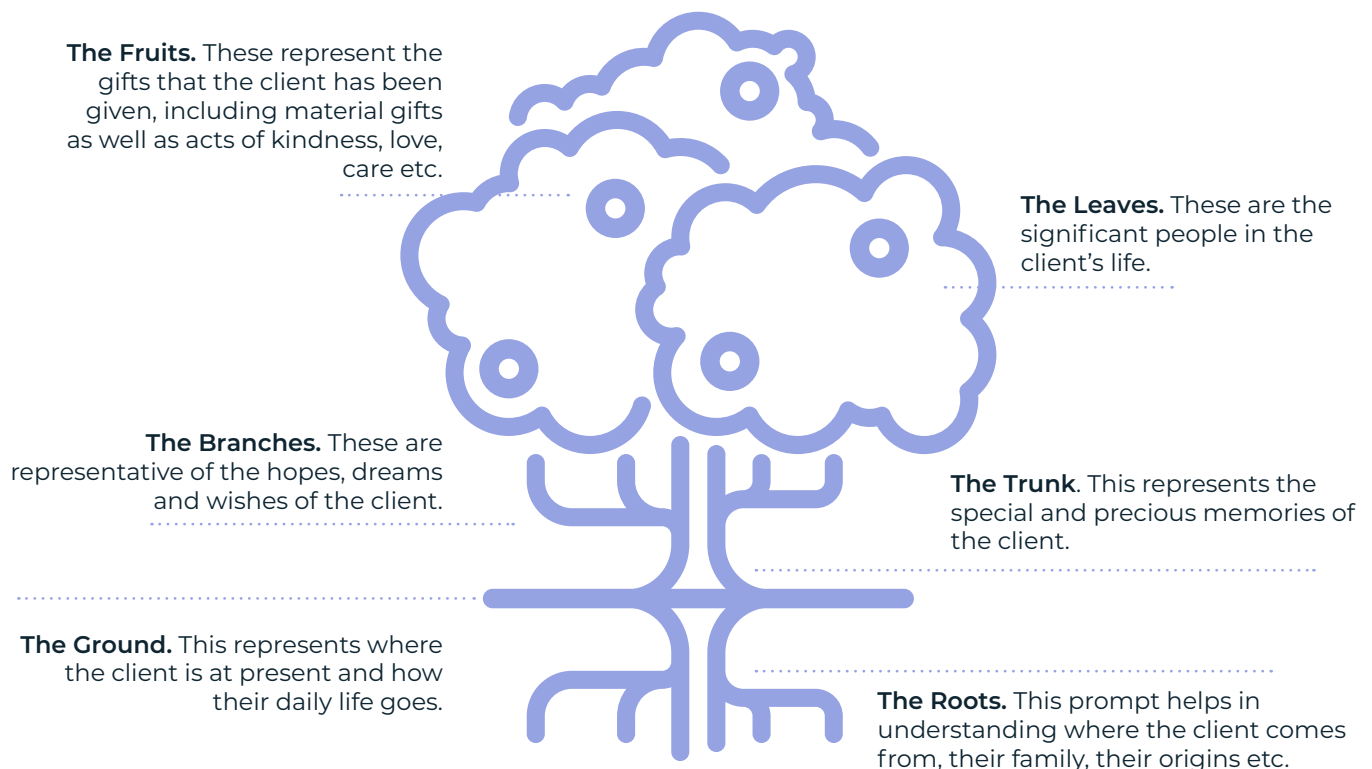 The Fruits. These represent the
gifts that the client has been
given, including material gifts
as well as acts of kindness, love,
care etc.
The Leaves. These are the
significant people in the
client’s life.
The Branches. These are
representative of the hopes, dreams
and wishes of the client.
The Trunk. This represents the
special and precious memories of
the client.
The Ground. This represents where
the client is at present and how
their daily life goes.
The Roots. This prompt helps in
understanding where the client comes
from, their family, their origins etc.